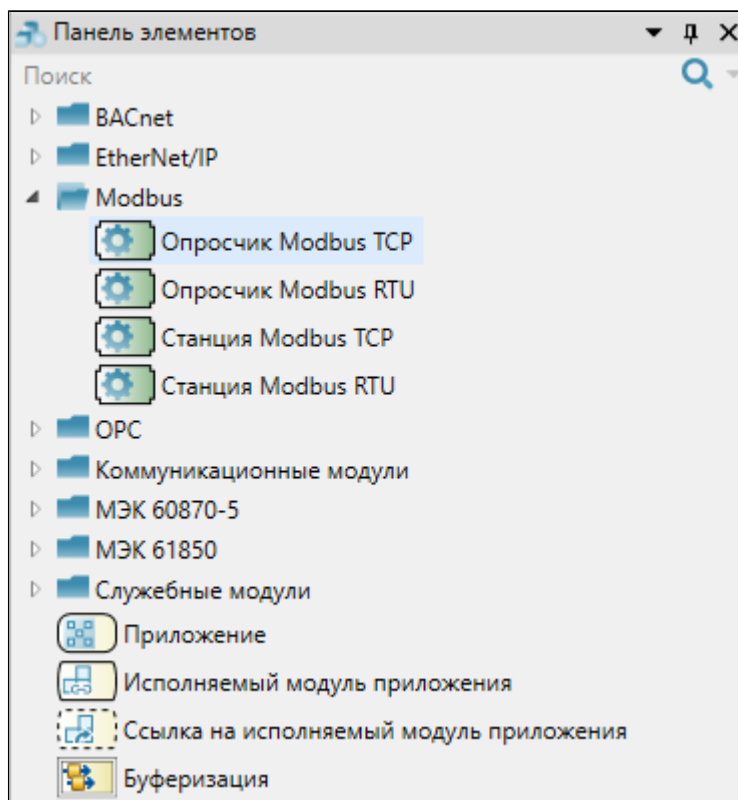 Панель элементов
Поиск
BACnet
EtherNet/IP
Modbus
Опросчик Modbus TCP
Опросчик Modbus RTU
Станция Modbus TCP
Станция Modbus RTU
OPC
Коммуникационные модули
МЭК 60870-5
МЭК 61850
Служебные модули
Приложение
Исполняемый модуль приложения
Ссылка на исполняемый модуль приложения
Буферизация